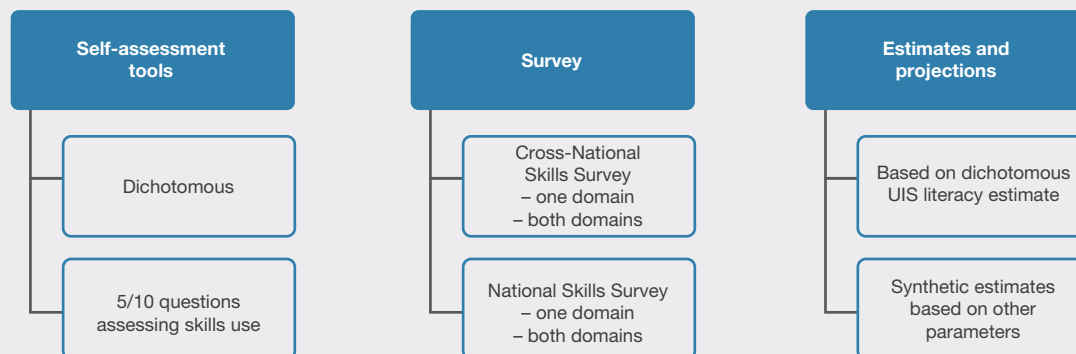 Self-assessment
tools
Dichotomous
5/10 questions
assessing skills use
Survey
Cross-National
Skills Survey
– one domain
– both domains
National Skills Survey
– one domain
– both domains
Estimates and
projections
Based on dichotomous
UIS literacy estimate
Synthetic estimates
based on other
parameters